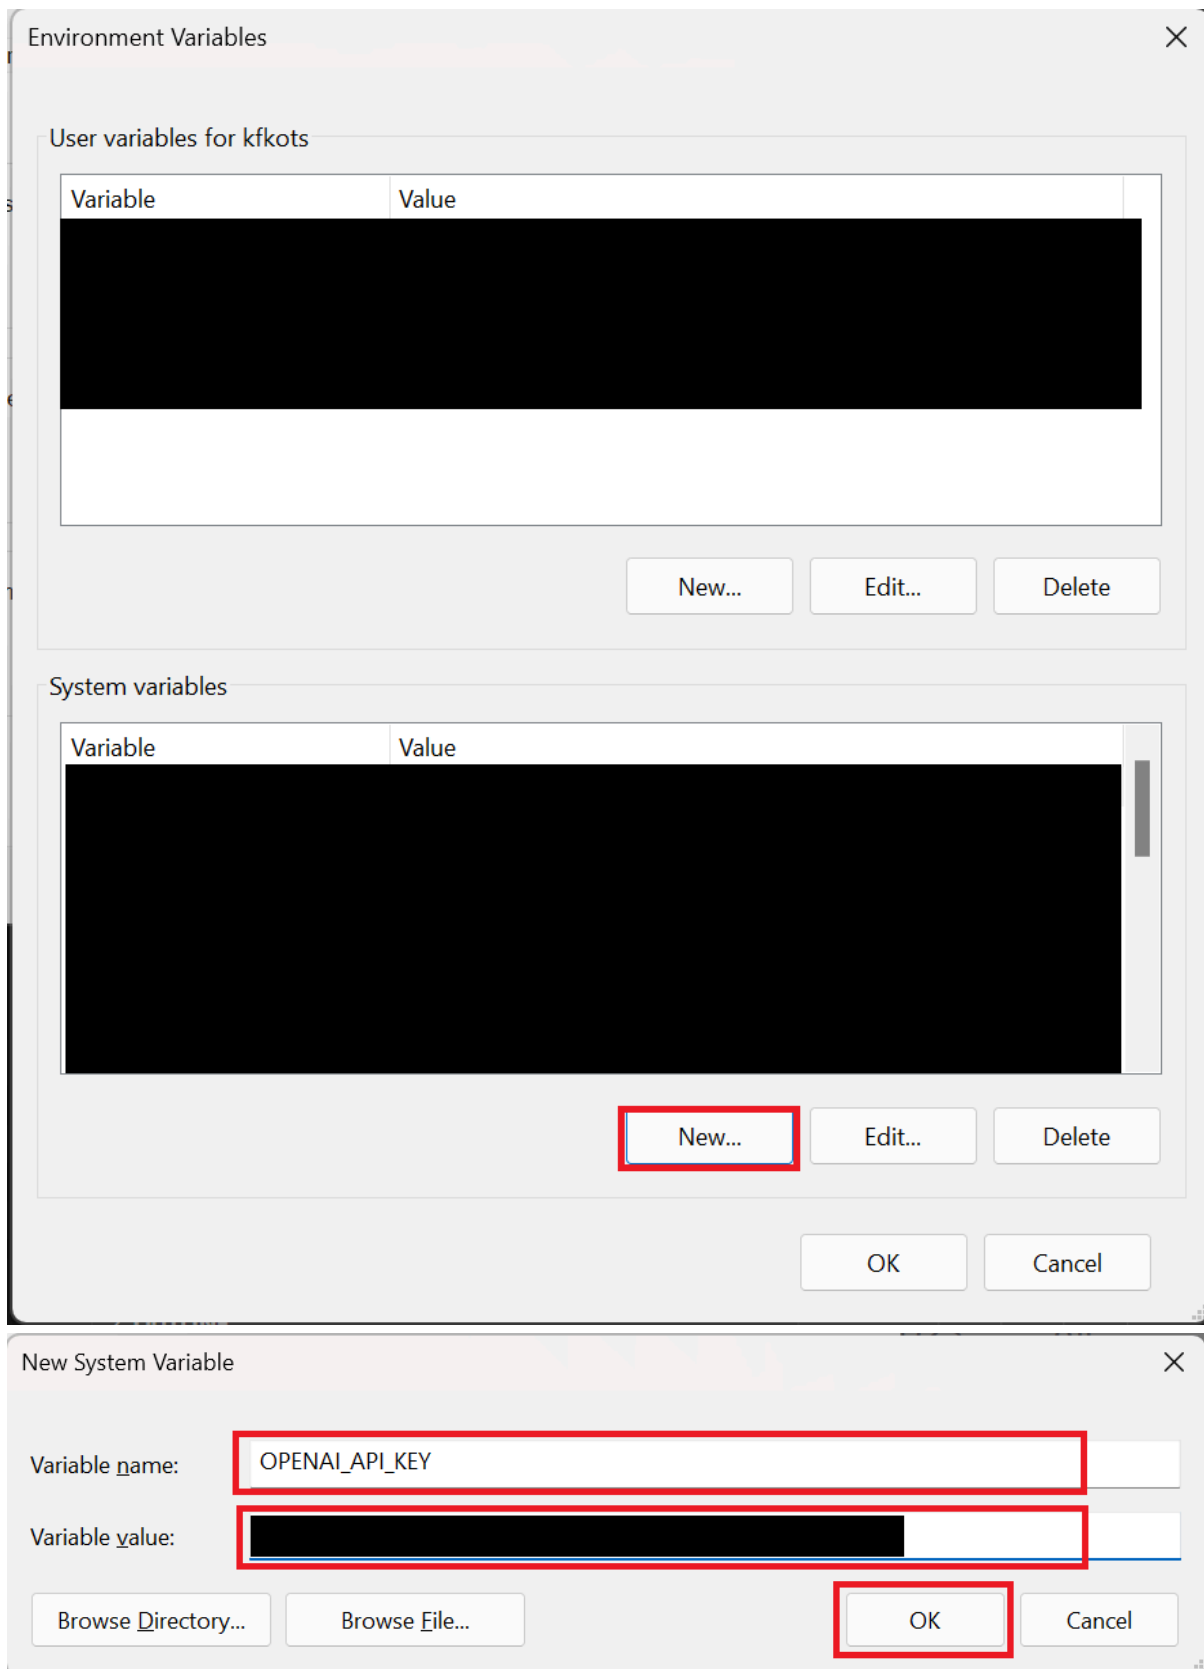 Environment Variables
User variables for kfkots
Variable Value
New... Edit... Delete
System variables
Variable Value
New... Edit... Delete
OK Cancel
New System Variable
Variable name: OPENAI_API_KEY
Variable value:
Browse Directory... Browse File... OK Cancel